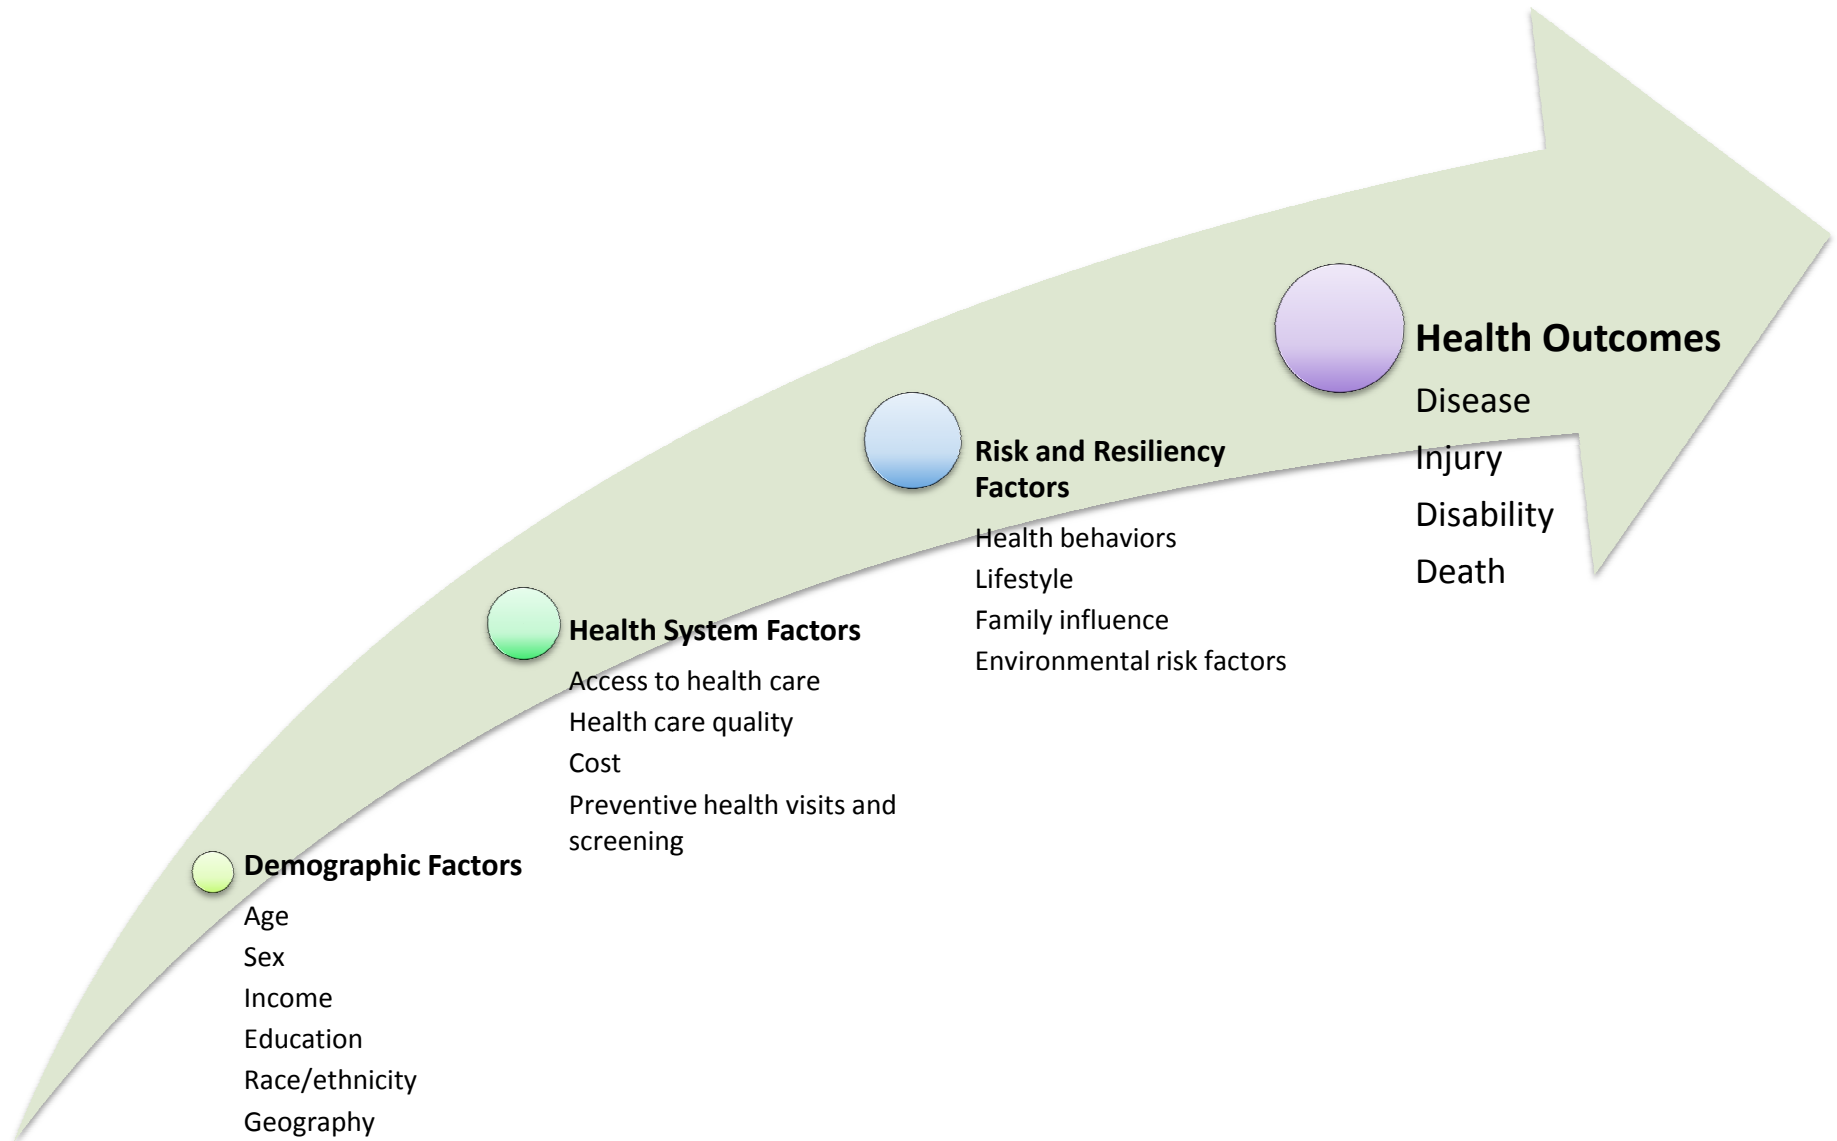 Demographic Factors
Age
Sex
Income
Education
Race/ethnicity
Geography
Health System Factors
Access to health care
Health care quality
Cost
Preventive health visits and
screening
Risk and Resiliency
Factors
Health behaviors
Lifestyle
Family influence
Environmental risk factors
Health Outcomes
Disease
Injury
Disability
Death